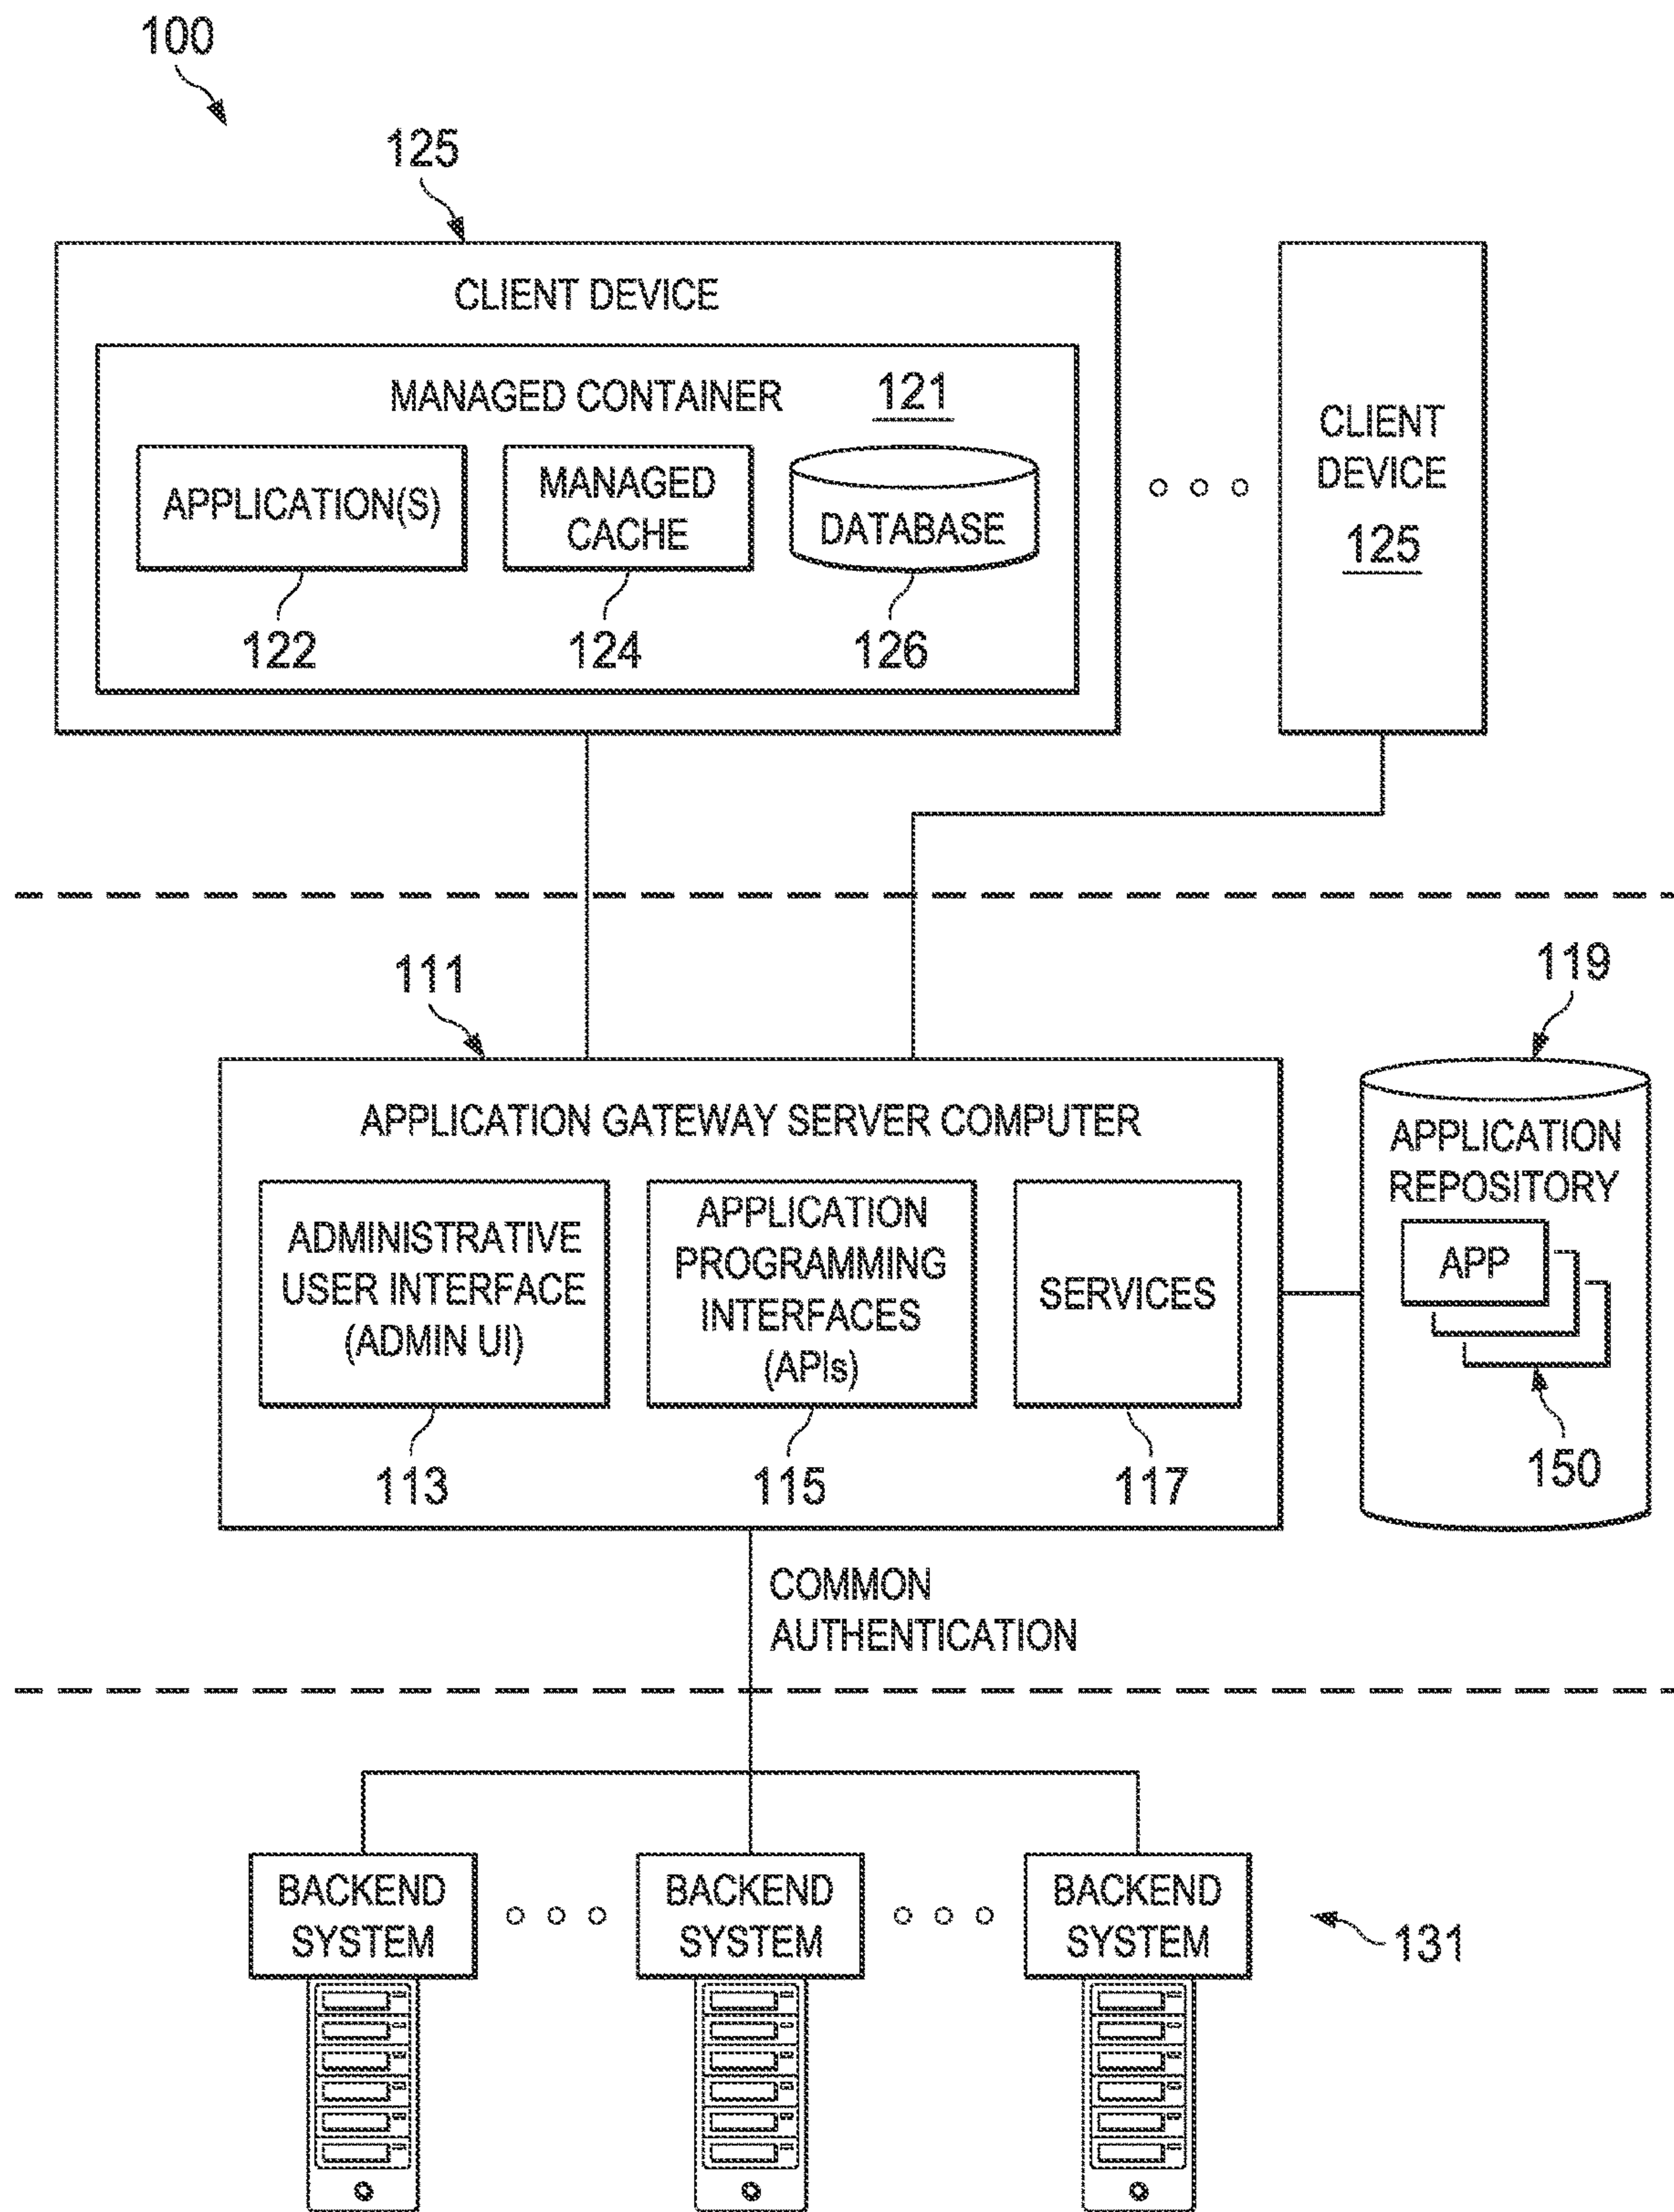 100
125
CLIENT DEVICE
MANAGED CONTAINER
121
APPLICATION(S)
MANAGED
CACHE
DATABASE
122
124
126
CLIENT
DEVICE
125
111
119
APPLICATION GATEWAY SERVER COMPUTER
ADMINISTRATIVE
USER INTERFACE
(ADMIN UI)
113
APPLICATION
PROGRAMMING
INTERFACES
(APIs)
115
SERVICES
117
APPLICATION
REPOSITORY
APP
150
COMMON
AUTHENTICATION
BACKEND
SYSTEM
BACKEND
SYSTEM
BACKEND
SYSTEM
131